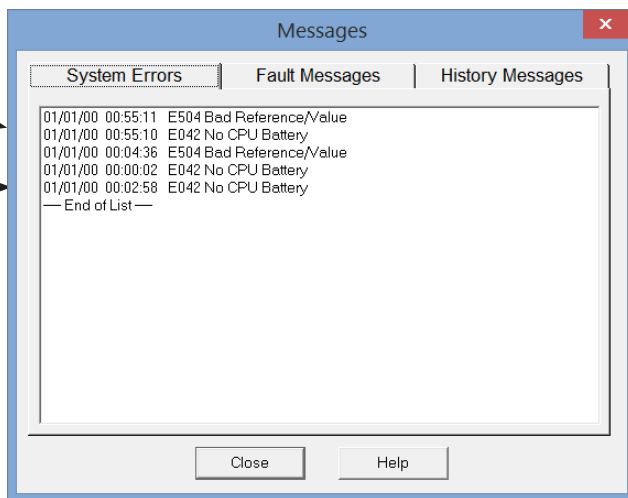 Messages
System Errors Fault Messages History Messages
01/01/00 00:55:11 E504 Bad Reference/Value
01/01/00 00:55:10 E042 No CPU Battery
01/01/00 00:04:36 E504 Bad Reference/Value
01/01/00 00:00:02 E042 No CPU Battery
01/01/00 00:02:58 E042 No CPU Battery
── End of List ──
Close Help